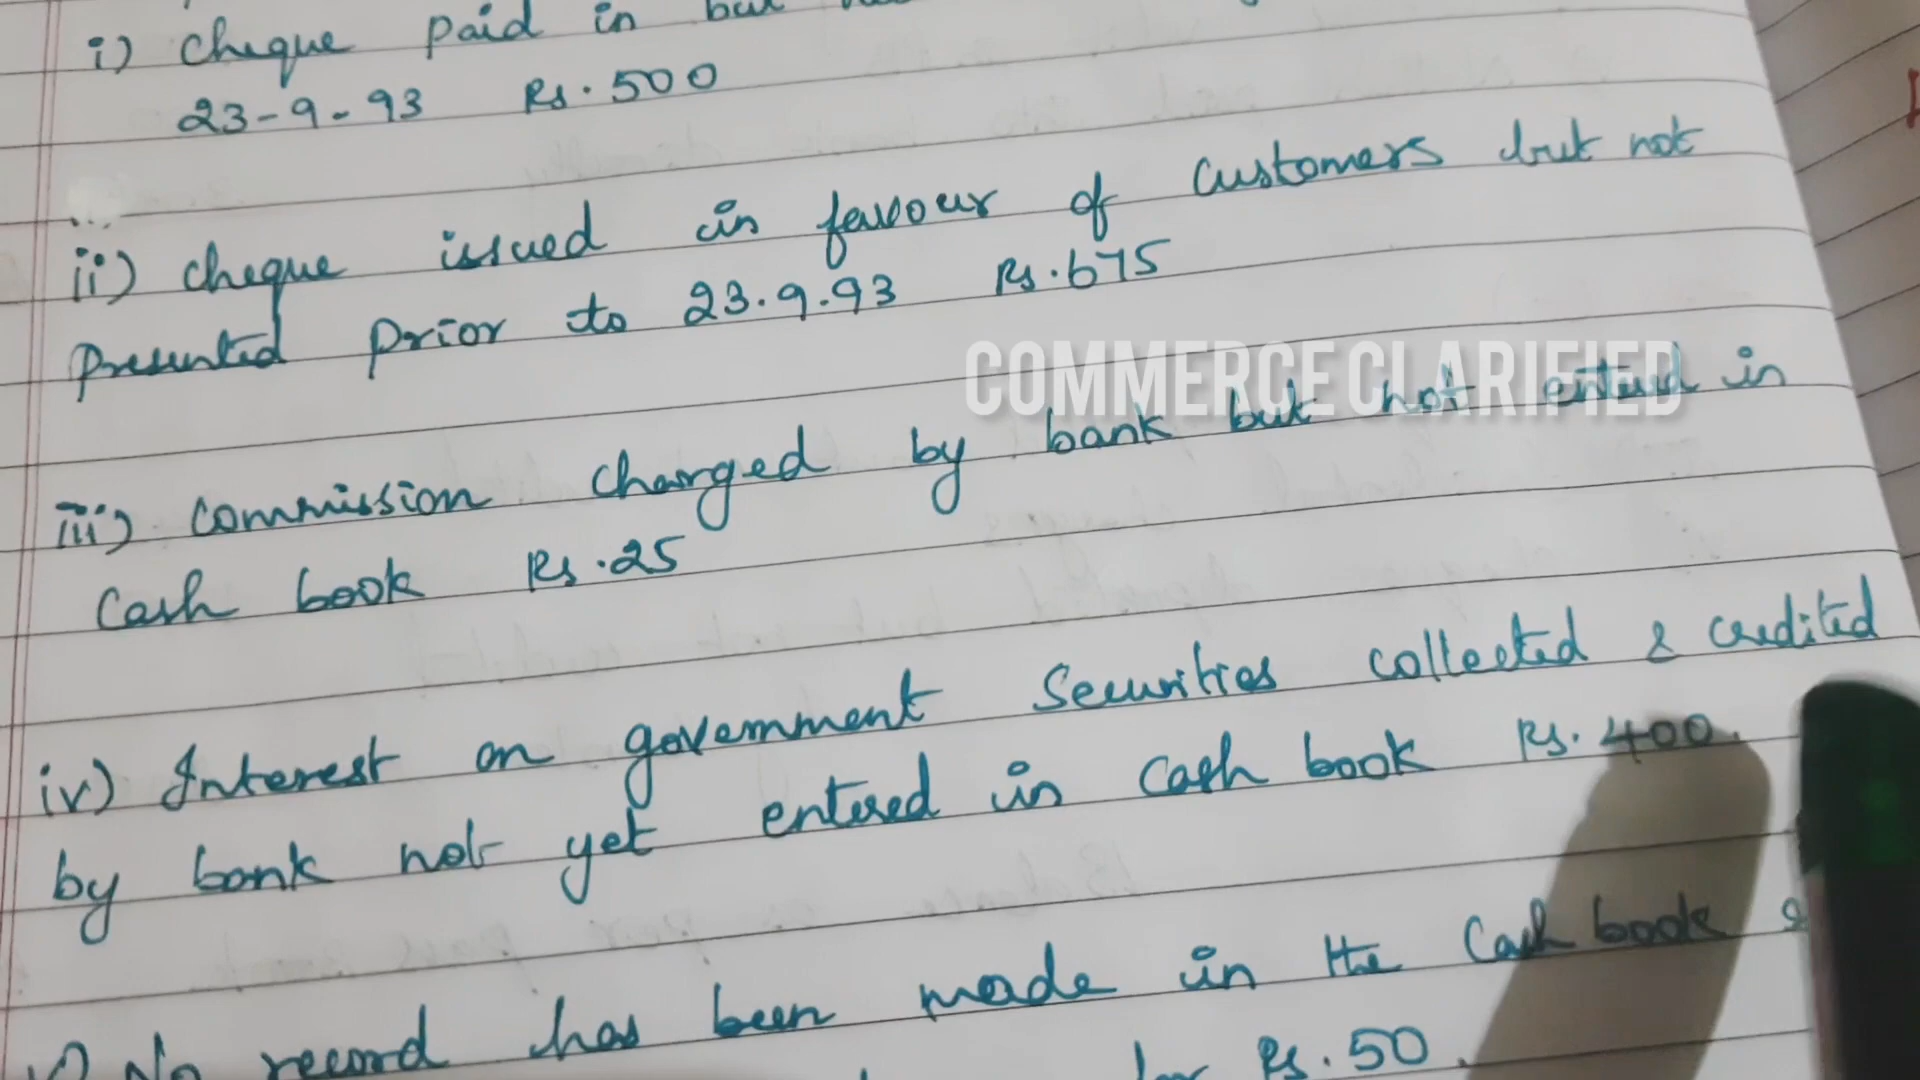 i) cheque paid in but
23-9-93 Rs.500
ii) cheque issued in favour of customers but not
presented prior to 23.9.93 Rs.675
COMMERCE CLARIFIED
iii) commission charged by bank but not entered in
Cash book Rs.25
iv) Interest on government Securities collected & credited
by bank not yet entered in Cash book Rs.400.
v) No record has been made in the Cash book &
for Rs.50.